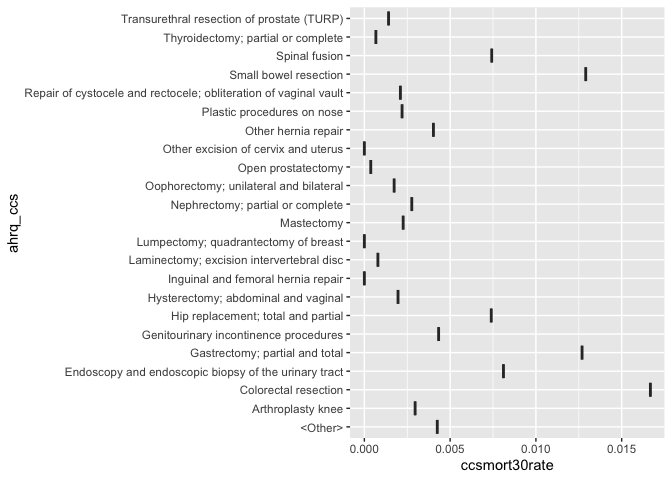 Transurethral resection of prostate (TURP)
Thyroidectomy; partial or complete
Spinal fusion
Small bowel resection
Repair of cystocele and rectocele; obliteration of vaginal vault
Plastic procedures on nose
Other hernia repair
Other excision of cervix and uterus
Open prostatectomy
Oophorectomy; unilateral and bilateral
Nephrectomy; partial or complete
Mastectomy
Lumpectomy; quadrantectomy of breast
Laminectomy; excision intervertebral disc
Inguinal and femoral hernia repair
Hysterectomy; abdominal and vaginal
Hip replacement; total and partial
Genitourinary incontinence procedures
Gastrectomy; partial and total
Endoscopy and endoscopic biopsy of the urinary tract
Colorectal resection
Arthroplasty knee
<Other>
ahrq_ccs
0.000 0.005 0.010 0.015
ccsmort30rate